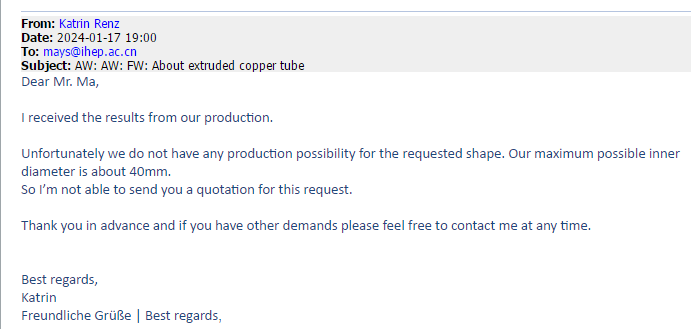 From: Katrin Renz
Date: 2024-01-17 19:00
To: mays@ihep.ac.cn
Subject: AW: AW: FW: About extruded copper tube
Dear Mr. Ma,
I received the results from our production.
Unfortunately we do not have any production possibility for the requested shape. Our maximum possible inner
diameter is about 40mm.
So I'm not able to send you a quotation for this request.
Thank you in advance and if you have other demands please feel free to contact me at any time.
Best regards,
Katrin
Freundliche Grüße | Best regards,